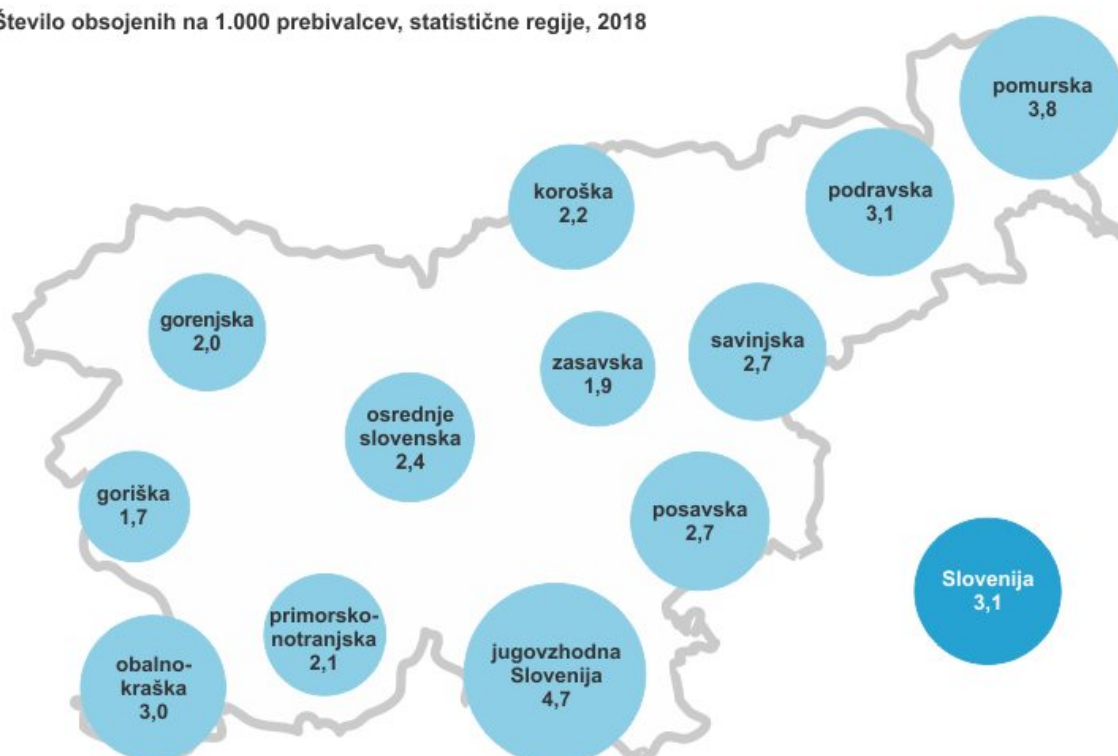 Število obsojenih na 1.000 prebivalcev, statistične regije, 2018
pomurska
3,8
koroška
2,2
podravska
3,1
gorenjska
2,0
zasavska
1,9
savinjska
2,7
osrednje
slovenska
2,4
goriška
1,7
posavska
2,7
Slovenija
3,1
primorsko-
notranjska
2,1
obalno-
kraška
3,0
jugovzhodna
Slovenija
4,7